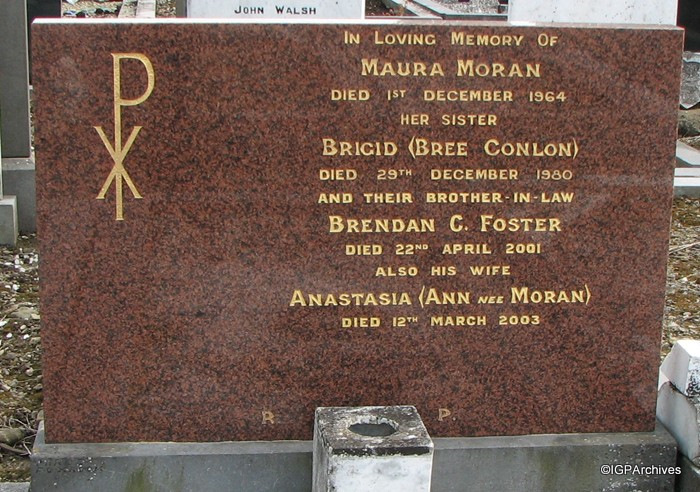 John Walsh
In Loving Memory Of
Maura Moran
died 1st December 1964
her sister
Brigid (Bree Conlon)
died 29th December 1980
and their brother-in-law
Brendan C. Foster
died 22nd April 2001
also his wife
Anastasia (Ann nee Moran)
died 12th March 2003
R P
©IGPArchives